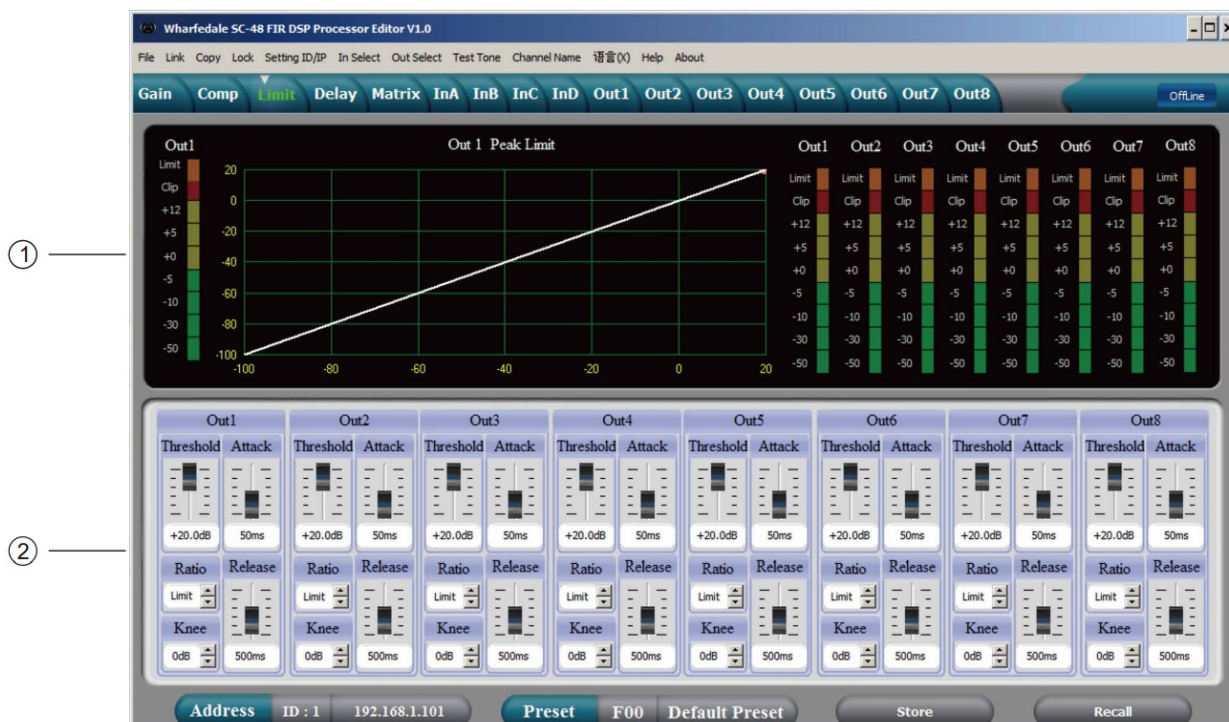 Wharfedale SC-48 FIR DSP Processor Editor V1.0
File Link Copy Lock Setting ID/IP In Select Out Select Test Tone Channel Name 语言(X) Help About
Gain Comp Limit Delay Matrix InA InB InC InD Out1 Out2 Out3 Out4 Out5 Out6 Out7 Out8 OffLine
①
Out1
Limit
Clip
+12
+5
+0
-5
-10
-30
-50
Out 1 Peak Limit
20
0
-20
-40
-60
-80
-100
-100 -80 -60 -40 -20 0 20
Out1 Out2 Out3 Out4 Out5 Out6 Out7 Out8
Limit Limit Limit Limit Limit Limit Limit Limit
Clip Clip Clip Clip Clip Clip Clip Clip
+12 +12 +12 +12 +12 +12 +12 +12
+5 +5 +5 +5 +5 +5 +5 +5
+0 +0 +0 +0 +0 +0 +0 +0
-5 -5 -5 -5 -5 -5 -5 -5
-10 -10 -10 -10 -10 -10 -10 -10
-30 -30 -30 -30 -30 -30 -30 -30
-50 -50 -50 -50 -50 -50 -50 -50
②
Out1 Out2 Out3 Out4 Out5 Out6 Out7 Out8
Threshold Attack Threshold Attack Threshold Attack Threshold Attack Threshold Attack Threshold Attack Threshold Attack Threshold Attack
+20.0dB 50ms +20.0dB 50ms +20.0dB 50ms +20.0dB 50ms +20.0dB 50ms +20.0dB 50ms +20.0dB 50ms +20.0dB 50ms
Ratio Release Ratio Release Ratio Release Ratio Release Ratio Release Ratio Release Ratio Release Ratio Release
Limit Limit Limit Limit Limit Limit Limit Limit
Knee Knee Knee Knee Knee Knee Knee Knee
0dB 500ms 0dB 500ms 0dB 500ms 0dB 500ms 0dB 500ms 0dB 500ms 0dB 500ms 0dB 500ms
Address ID : 1 192.168.1.101 Preset F00 Default Preset Store Recall